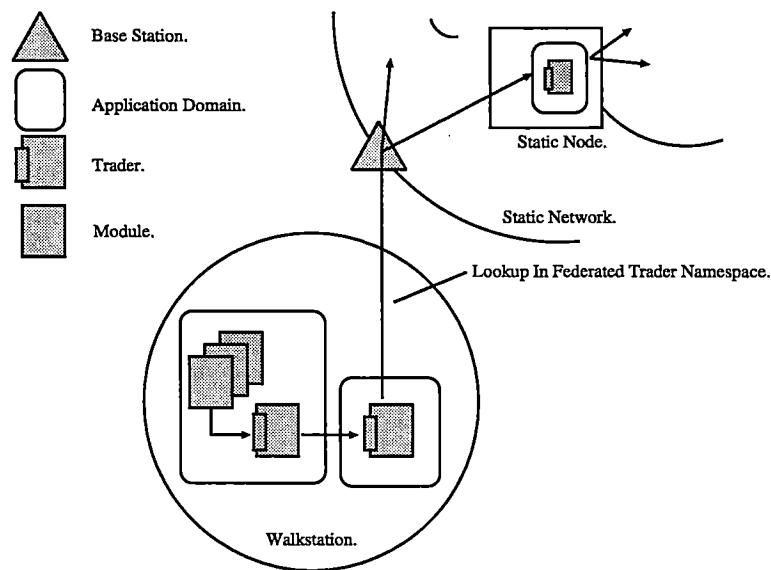 Base Station.
Application Domain.
Trader.
Module.
Static Node.
Static Network.
Lookup In Federated Trader Namespace.
Walkstation.